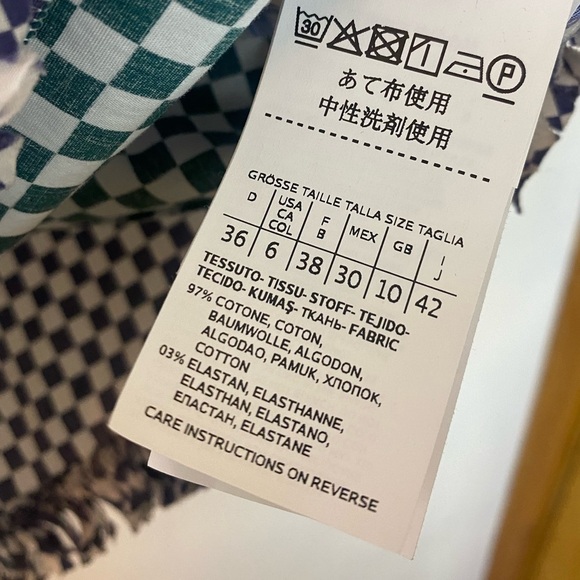 30 P
あて布使用
中性洗剤使用
GRÖSSE TAILLE TALLA SIZE TAGLIA
D USA CA COL F B MEX GB I J
36 6 38 30 10 42
TESSUTO- TISSU- STOFF- TEJIDO-
TECIDO- KUMAŞ- ТКАНЬ- FABRIC
97% COTONE, COTON,
BAUMWOLLE, ALGODON,
ALGODAO, PAMUK, ХЛОПОК,
COTTON
03% ELASTAN, ELASTHANNE,
ELASTHAN, ELASTANO,
ЕПАСТАН, ELASTANE
CARE INSTRUCTIONS ON REVERSE